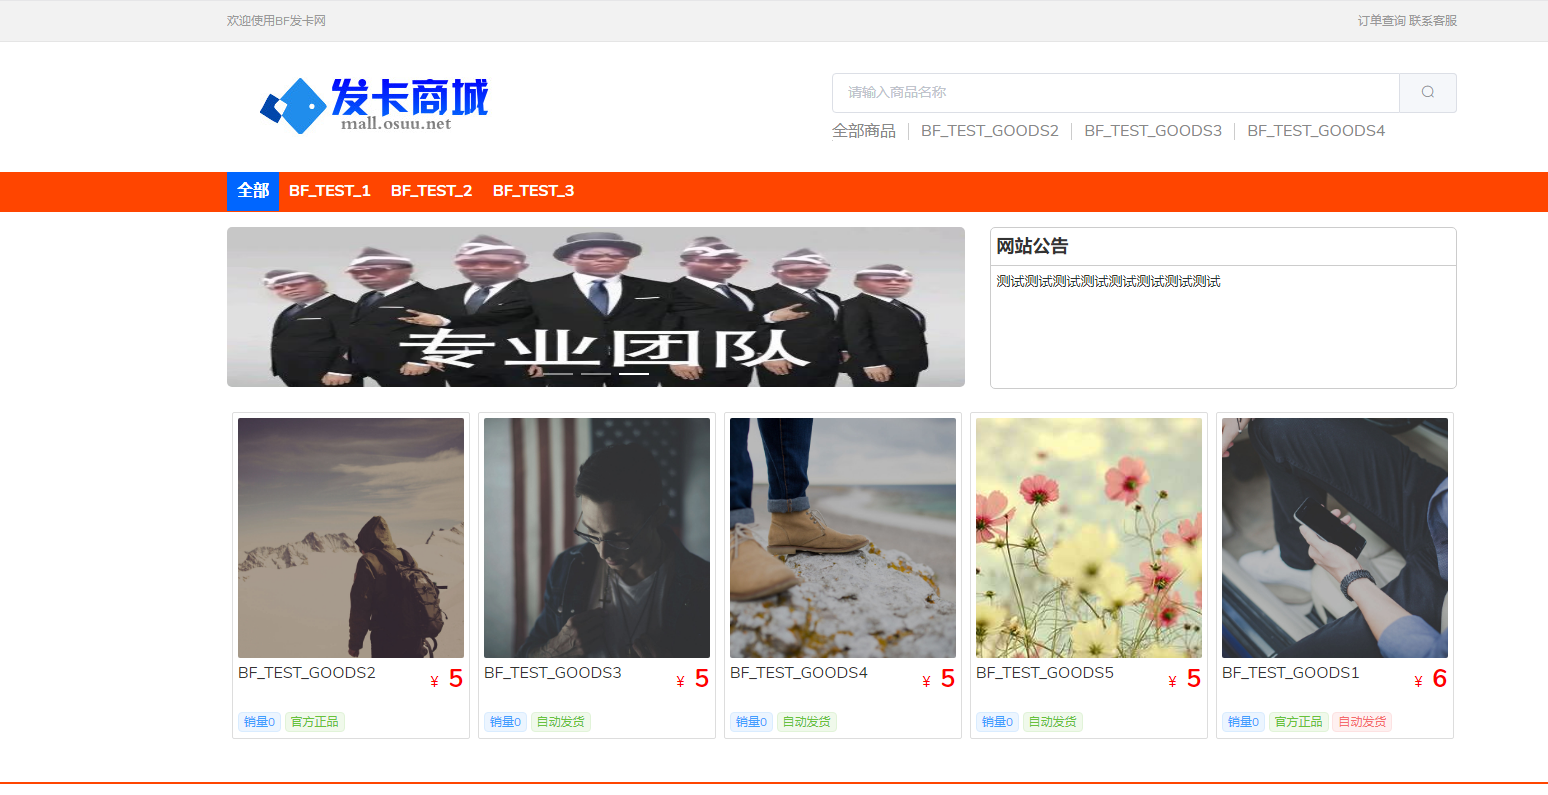 欢迎使用BF发卡网
订单查询 联系客服
发卡商城
mall.osuu.net
请输入商品名称
全部商品 BF_TEST_GOODS2 BF_TEST_GOODS3 BF_TEST_GOODS4
全部 BF_TEST_1 BF_TEST_2 BF_TEST_3
专业团队
网站公告
测试测试测试测试测试测试测试测试
BF_TEST_GOODS2 ¥ 5
销量0 官方正品
BF_TEST_GOODS3 ¥ 5
销量0 自动发货
BF_TEST_GOODS4 ¥ 5
销量0 自动发货
BF_TEST_GOODS5 ¥ 5
销量0 自动发货
BF_TEST_GOODS1 ¥ 6
销量0 官方正品 自动发货